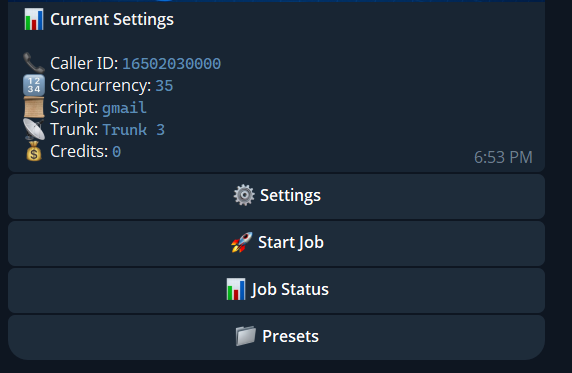 📊 Current Settings
📞 Caller ID: 16502030000
🔢 Concurrency: 35
📜 Script: gmail
📡 Trunk: Trunk 3
💰 Credits: 0
6:53 PM
⚙️ Settings
🚀 Start Job
📊 Job Status
📁 Presets